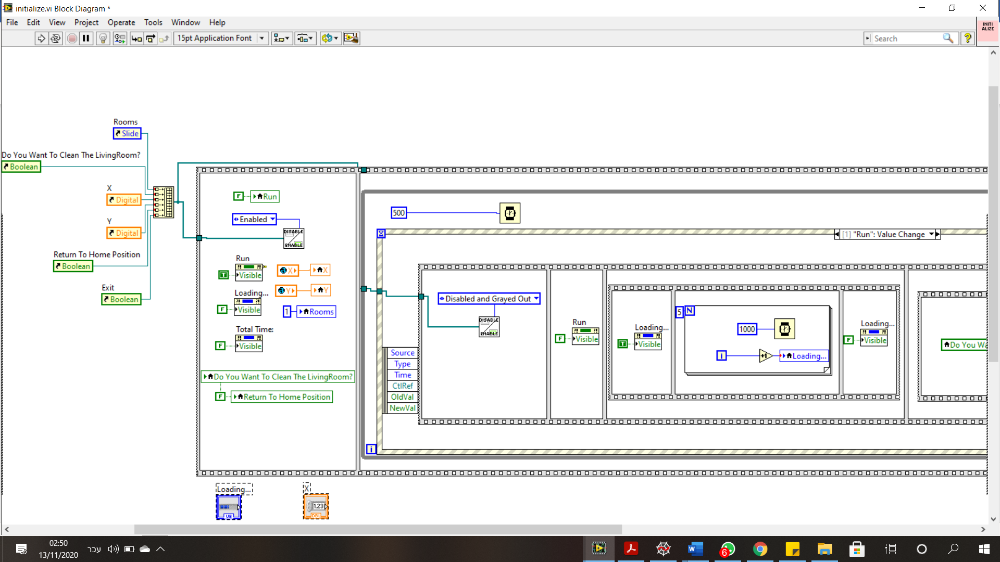 initialize.vi Block Diagram *
File Edit View Project Operate Tools Window Help
INITI
ALIZE
15pt Application Font
Search
?
Rooms
Slide
Do You Want To Clean The LivingRoom?
Boolean
X
Digital
Y
Digital
Return To Home Position
Boolean
Exit
Boolean
F Run
Enabled
DISABLE
ENABLE
Run
T Visible
X X
Loading...
F Visible
Y Y
1 Rooms
Total Time:
F Visible
Do You Want To Clean The LivingRoom?
F Return To Home Position
500
[1] "Run": Value Change
Source
Type
Time
CtlRef
OldVal
NewVal
i
Disabled and Grayed Out
DISABLE
ENABLE
Run
F Visible
Loading...
T Visible
5 N
1000
i +1 Loading...
Loading...
F Visible
Do You Wa
Loading...
U8
X
1.23
DBL
02:50
13/11/2020
עבר
W
6